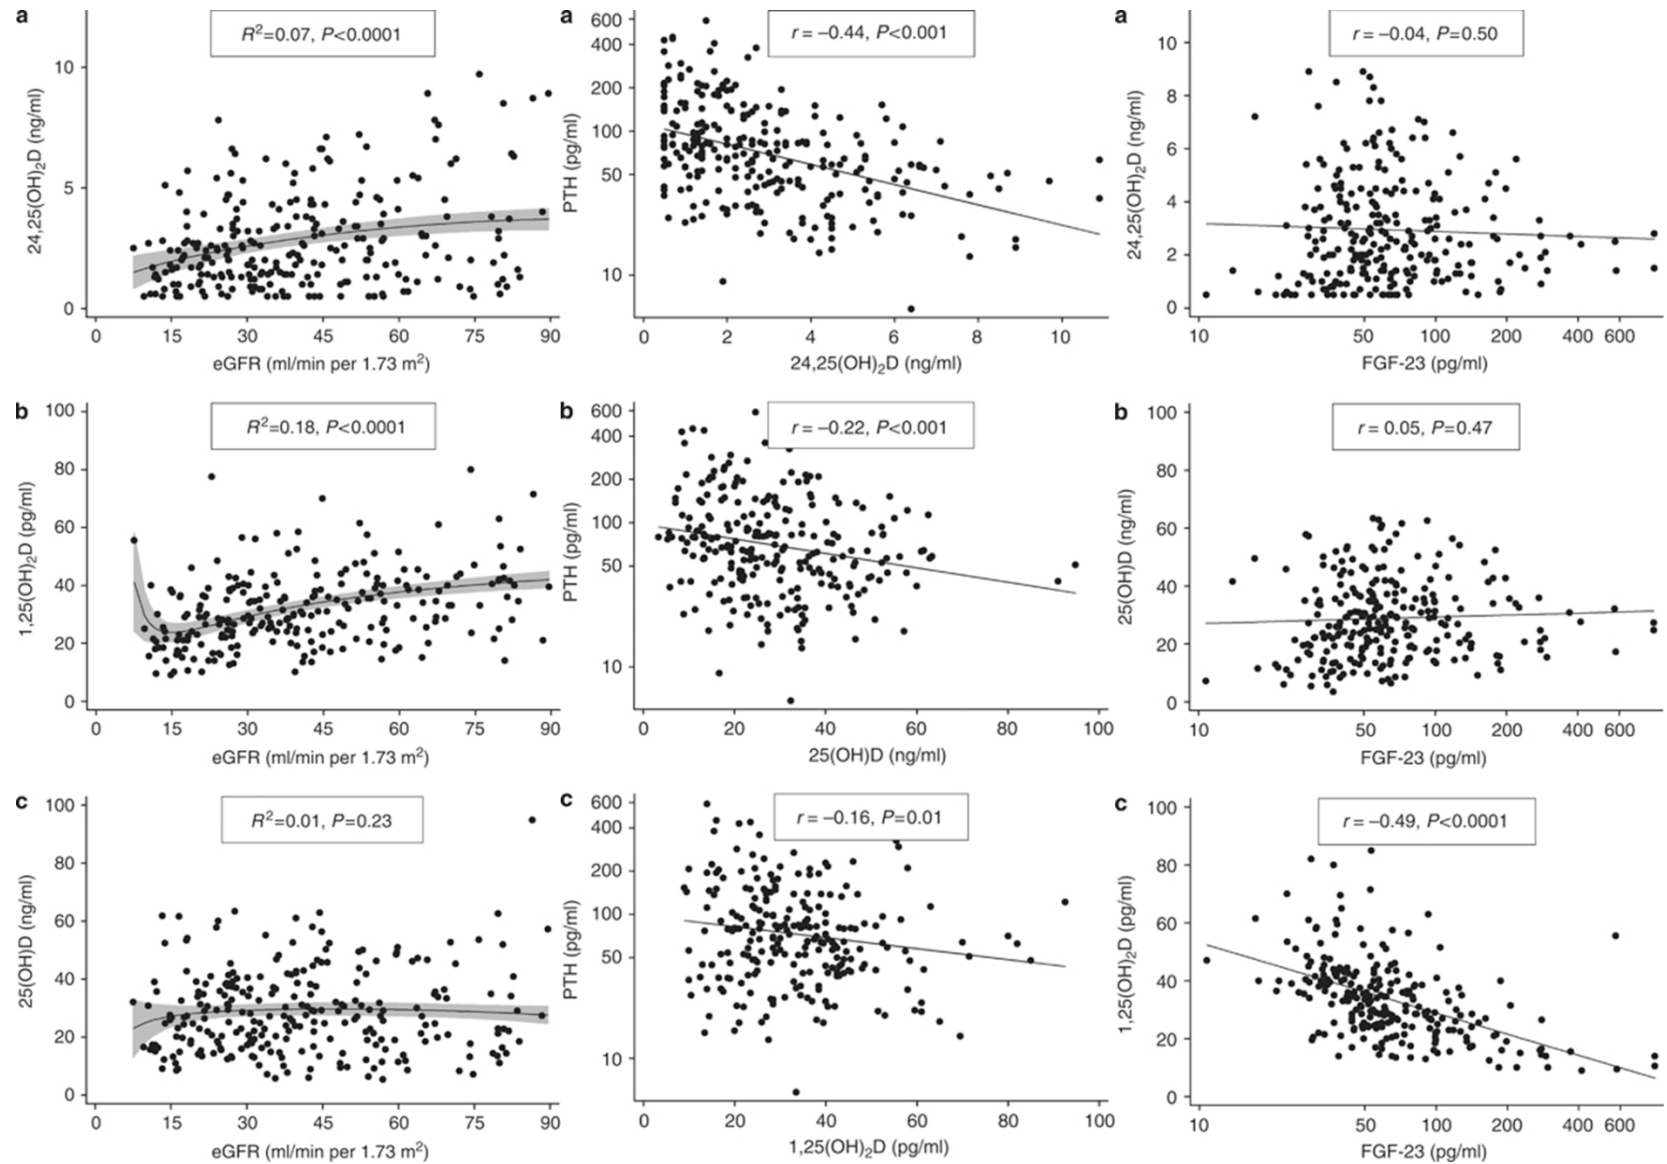 a
R²=0.07, P<0.0001
24,25(OH)₂D (ng/ml)
10
5
0
0 15 30 45 60 75 90
eGFR (ml/min per 1.73 m²)
a
r = –0.44, P<0.001
PTH (pg/ml)
600
400
200
100
50
10
0 2 4 6 8 10
24,25(OH)₂D (ng/ml)
a
r = –0.04, P=0.50
24,25(OH)₂D (ng/ml)
10
8
6
4
2
0
10 50 100 200 400 600
FGF-23 (pg/ml)
b
R²=0.18, P<0.0001
1,25(OH)₂D (pg/ml)
100
80
60
40
20
0
0 15 30 45 60 75 90
eGFR (ml/min per 1.73 m²)
b
r = –0.22, P<0.001
PTH (pg/ml)
600
400
200
100
50
10
0 20 40 60 80 100
25(OH)D (ng/ml)
b
r = 0.05, P=0.47
25(OH)D (ng/ml)
100
80
60
40
20
0
10 50 100 200 400 600
FGF-23 (pg/ml)
c
R²=0.01, P=0.23
25(OH)D (ng/ml)
100
80
60
40
20
0
0 15 30 45 60 75 90
eGFR (ml/min per 1.73 m²)
c
r = –0.16, P=0.01
PTH (pg/ml)
600
400
200
100
50
10
0 20 40 60 80 100
1,25(OH)₂D (pg/ml)
c
r = –0.49, P<0.0001
1,25(OH)₂D (pg/ml)
100
80
60
40
20
0
10 50 100 200 400 600
FGF-23 (pg/ml)